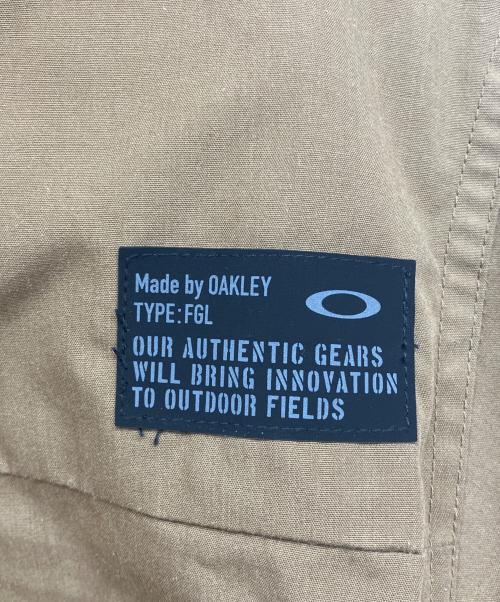 Made by OAKLEY
TYPE:FGL
OUR AUTHENTIC GEARS
WILL BRING INNOVATION
TO OUTDOOR FIELDS